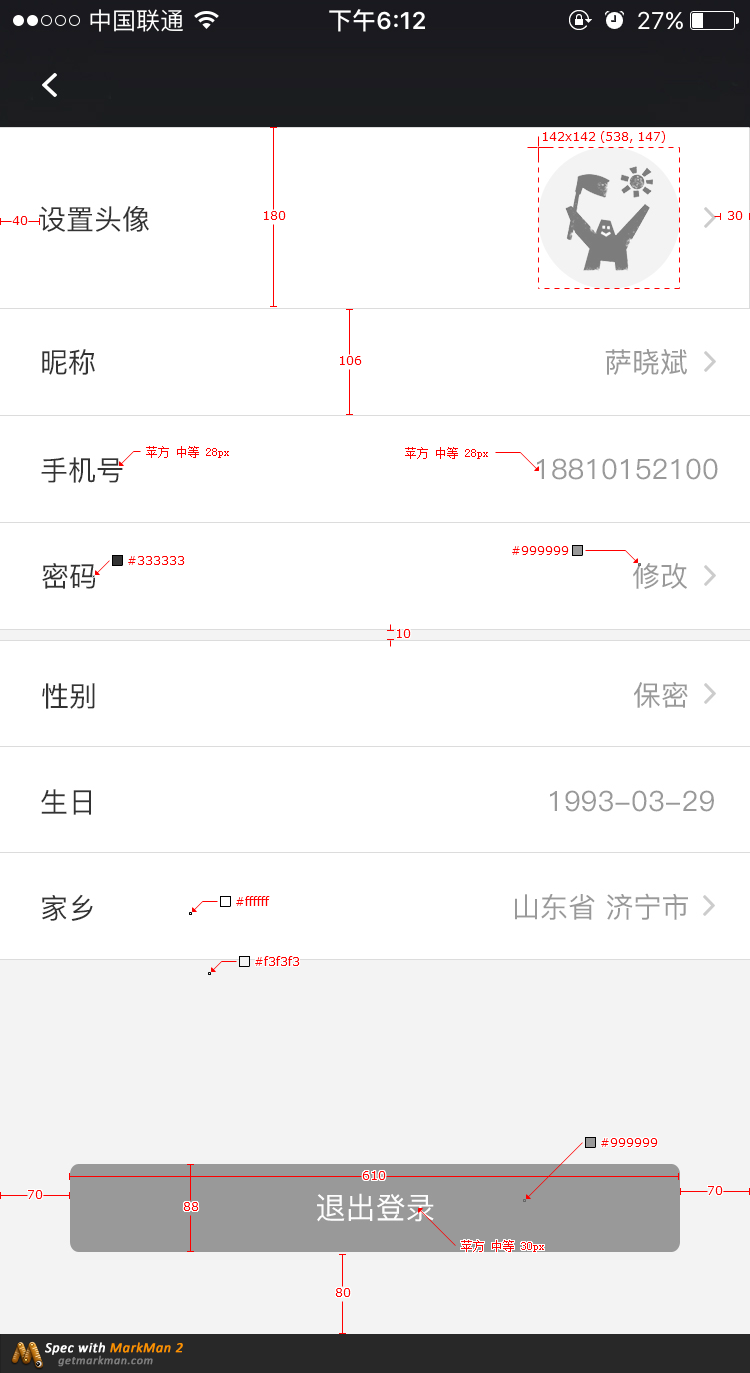 中国联通 下午6:12 27%
142x142 (538, 147)
40 设置头像 180 30
昵称 106 萨晓斌
苹方 中等 28px 苹方 中等 28px
手机号 18810152100
#333333 #999999
密码 修改
10
性别 保密
生日 1993-03-29
#ffffff
家乡 山东省 济宁市
#f3f3f3
#999999
610
70 88 退出登录 70
苹方 中等 30px
80
Spec with MarkMan 2
getmarkman.com